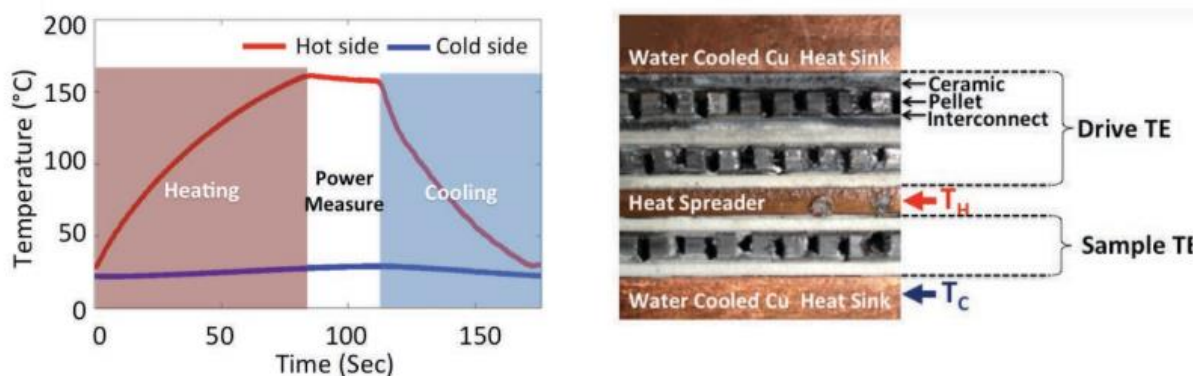 200
150
100
50
0
Temperature (°C)
Hot side
Cold side
Heating
Power
Measure
Cooling
0
50
100
150
Time (Sec)
Water Cooled Cu Heat Sink
Ceramic
Pellet
Interconnect
Drive TE
Heat Spreader
T_H
Sample TE
Water Cooled Cu Heat Sink
T_C